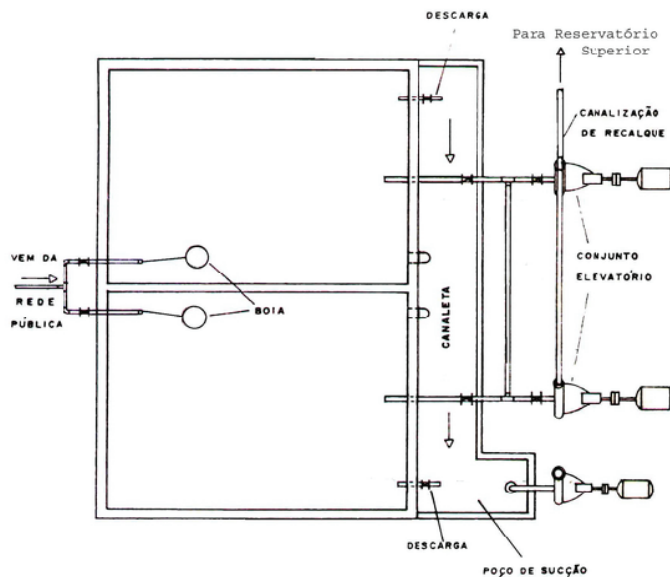 DESCARGA
Para Reservatório
Superior
CANALIZAÇÃO
DE RECALQUE
VEM DA
REDE
PÚBLICA
BOIA
CANALETA
CONJUNTO
ELEVATÓRIO
DESCARGA
POÇO DE SUCÇÃO